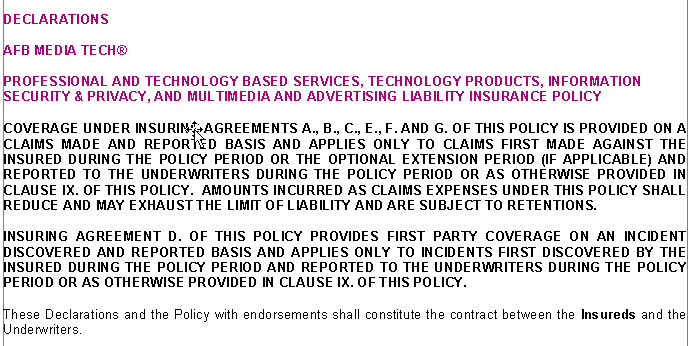 DECLARATIONS
AFB MEDIA TECH®
PROFESSIONAL AND TECHNOLOGY BASED SERVICES, TECHNOLOGY PRODUCTS, INFORMATION
SECURITY & PRIVACY, AND MULTIMEDIA AND ADVERTISING LIABILITY INSURANCE POLICY
COVERAGE UNDER INSURING AGREEMENTS A., B., C., E., F. AND G. OF THIS POLICY IS PROVIDED ON A
CLAIMS MADE AND REPORTED BASIS AND APPLIES ONLY TO CLAIMS FIRST MADE AGAINST THE
INSURED DURING THE POLICY PERIOD OR THE OPTIONAL EXTENSION PERIOD (IF APPLICABLE) AND
REPORTED TO THE UNDERWRITERS DURING THE POLICY PERIOD OR AS OTHERWISE PROVIDED IN
CLAUSE IX. OF THIS POLICY. AMOUNTS INCURRED AS CLAIMS EXPENSES UNDER THIS POLICY SHALL
REDUCE AND MAY EXHAUST THE LIMIT OF LIABILITY AND ARE SUBJECT TO RETENTIONS.
INSURING AGREEMENT D. OF THIS POLICY PROVIDES FIRST PARTY COVERAGE ON AN INCIDENT
DISCOVERED AND REPORTED BASIS AND APPLIES ONLY TO INCIDENTS FIRST DISCOVERED BY THE
INSURED DURING THE POLICY PERIOD AND REPORTED TO THE UNDERWRITERS DURING THE POLICY
PERIOD OR AS OTHERWISE PROVIDED IN CLAUSE IX. OF THIS POLICY.
These Declarations and the Policy with endorsements shall constitute the contract between the Insureds and the
Underwriters.